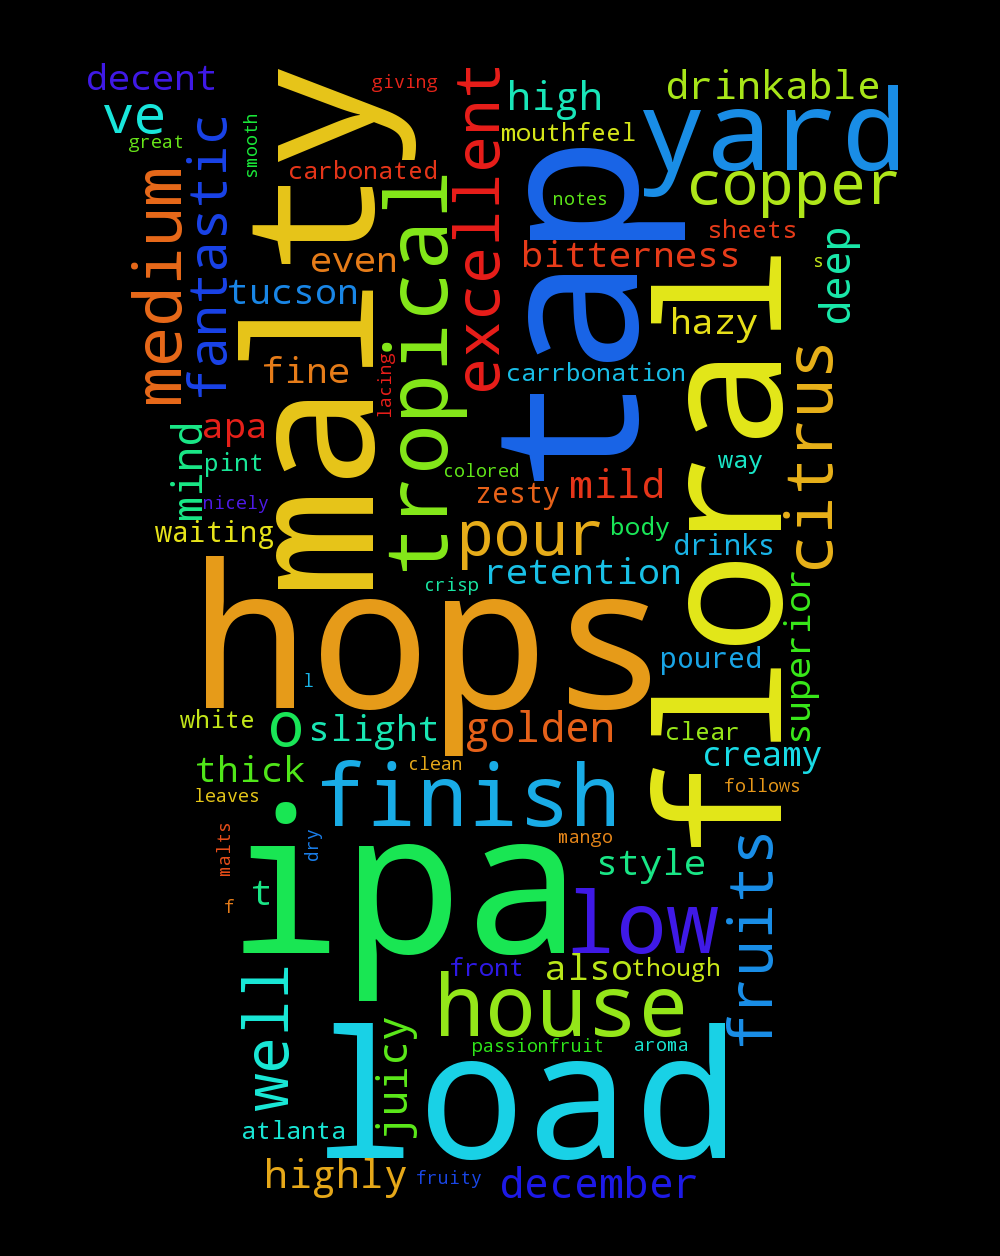 decent
giving
ve
great
smooth
fantastic
medium
malty
carbonated
tropical
excellent
high
mouthfeel
drinkable
yard
copper
notes
tap
sheets
bitterness
deep
s
even
tucson
hazy
floral
fine
lacing
carrbonation
citrus
apa
mind
pint
nicely
waiting
colored
zesty
mild
way
pour
body
drinks
retention
crisp
hops
superior
poured
l
white
o
slight
golden
clear
creamy
thick
clean
leaves
finish
follows
malts
dry
mango
fruits
style
t
f
ipa
low
front
also
though
well
house
juicy
passionfruit
aroma
load
atlanta
highly
fruity
december